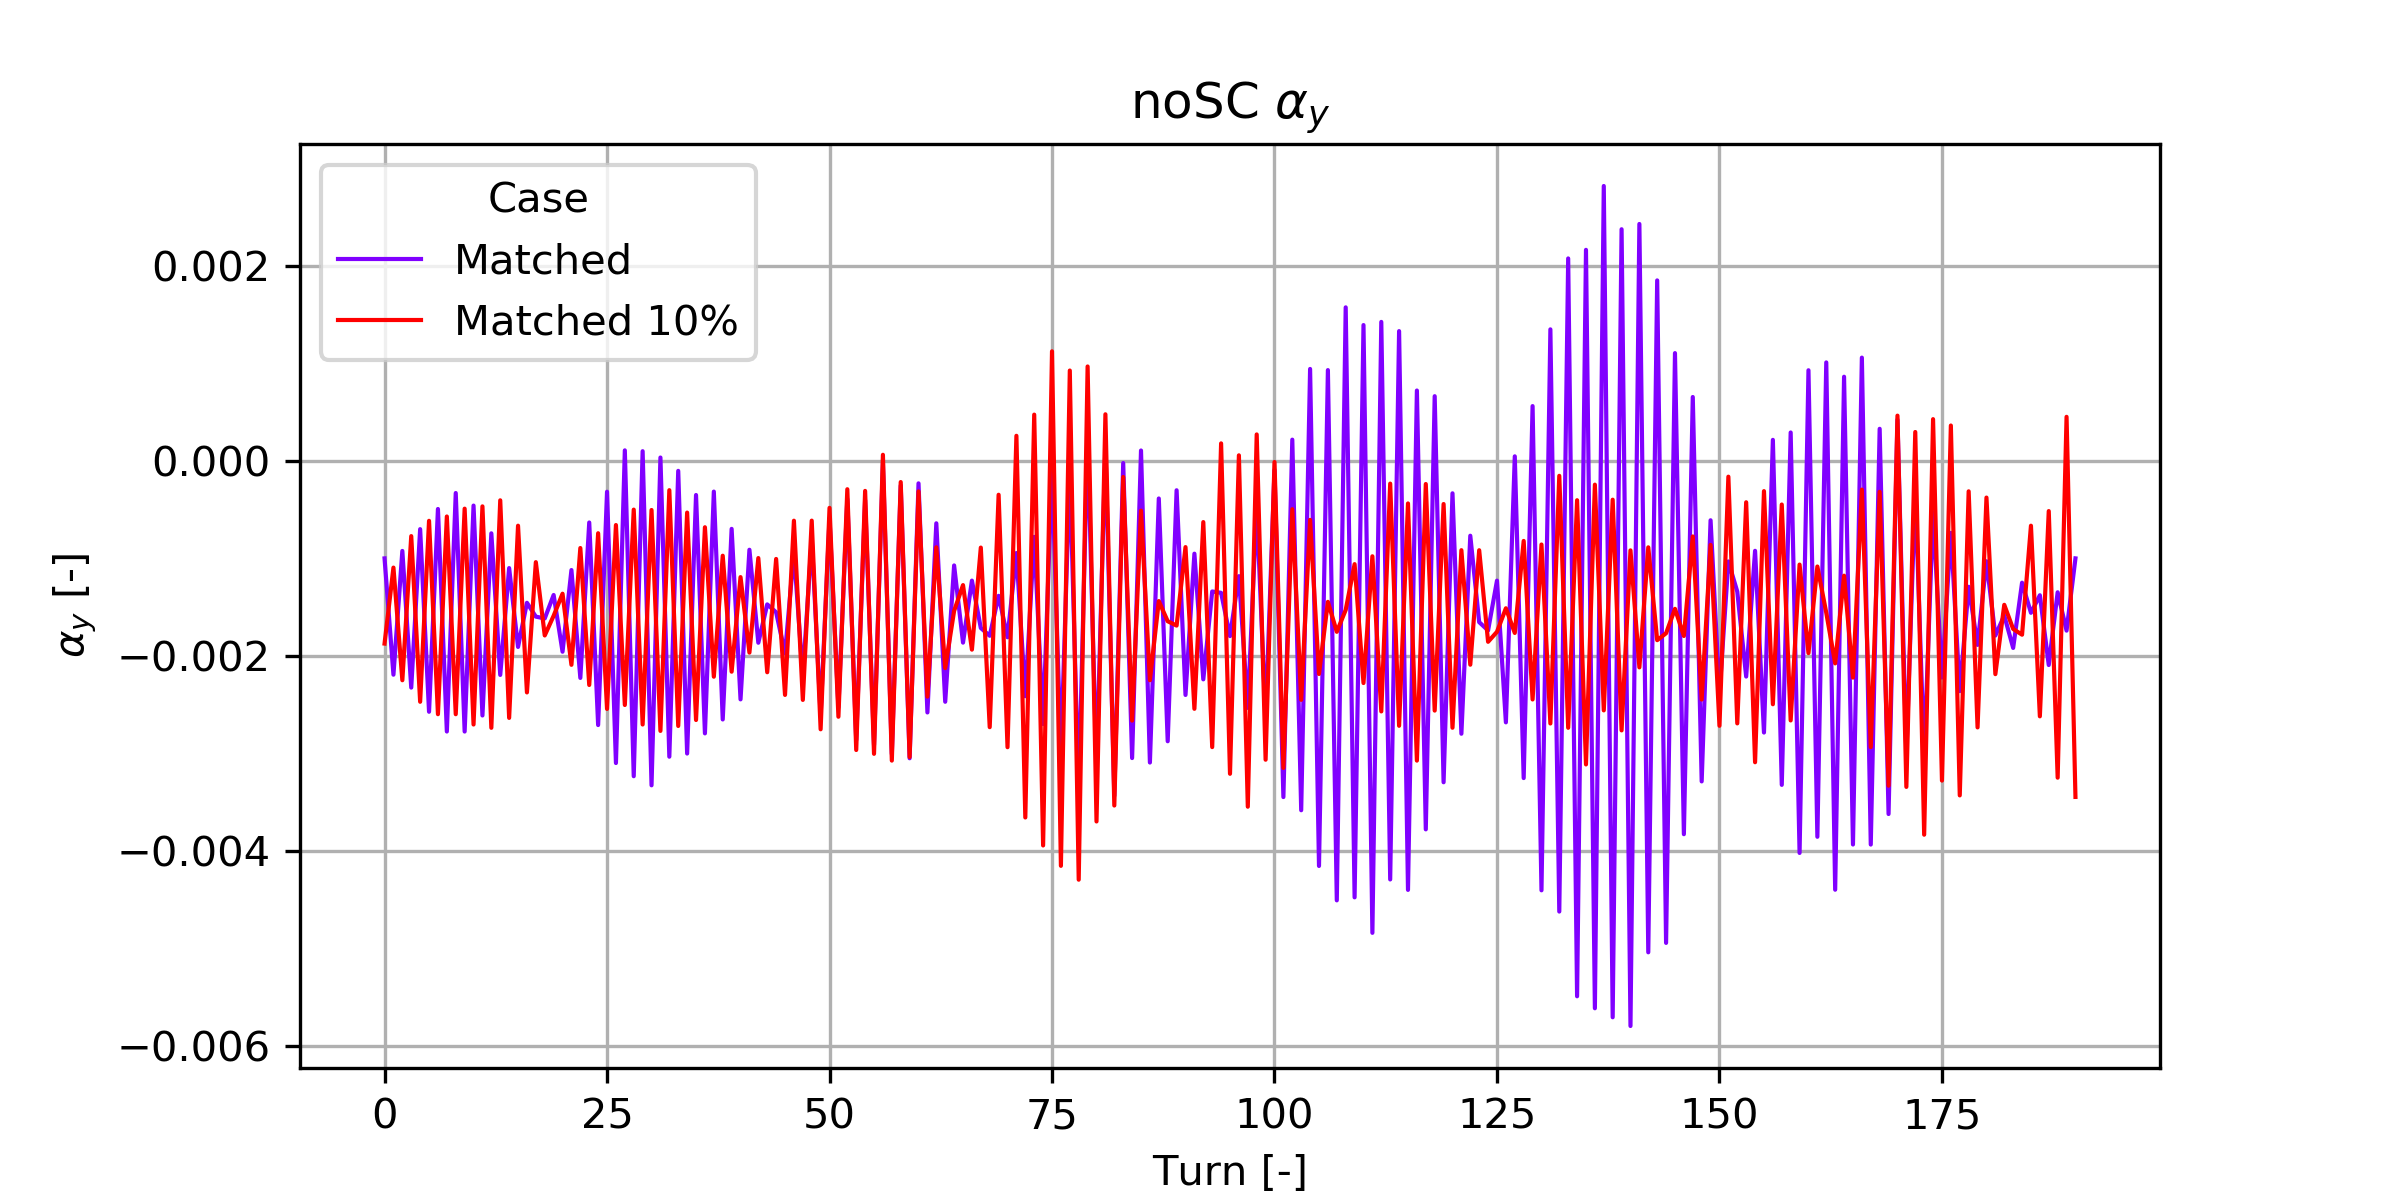 noSC αy
Case
Matched
Matched 10%
αy [-]
0.002
0.000
−0.002
−0.004
−0.006
0 25 50 75 100 125 150 175
Turn [-]